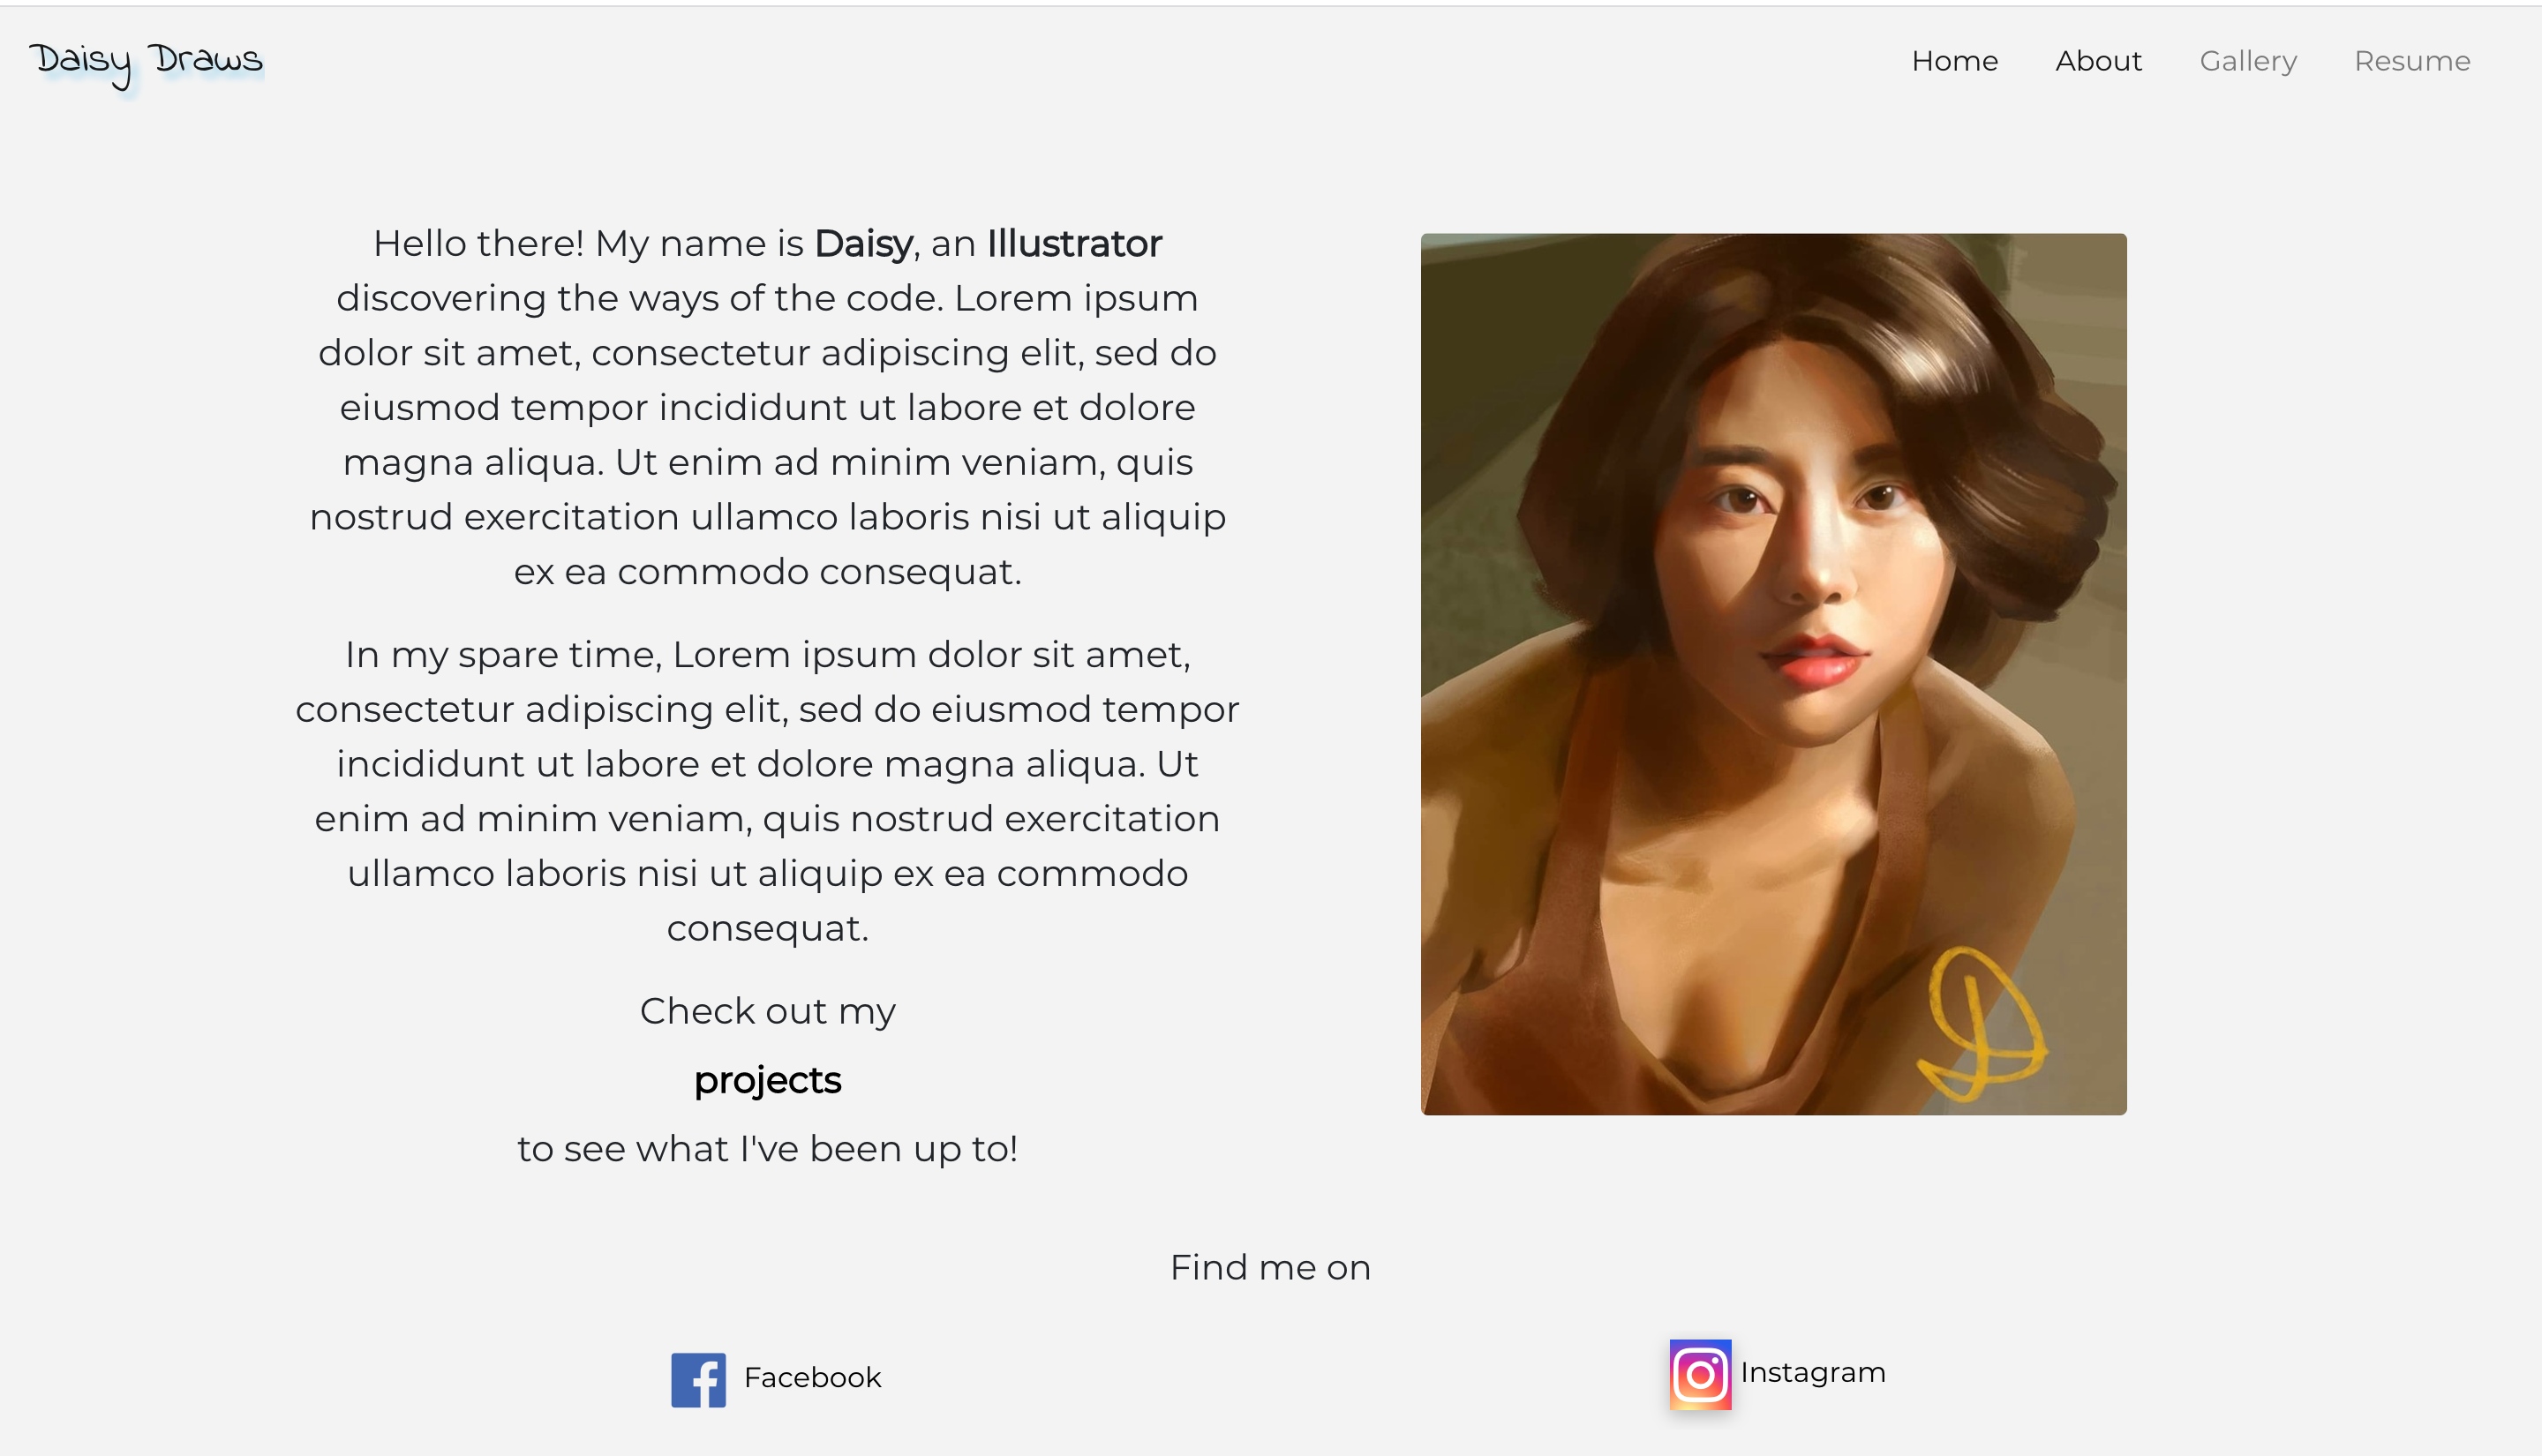 Daisy Draws
Home About Gallery Resume
Hello there! My name is Daisy, an Illustrator
discovering the ways of the code. Lorem ipsum
dolor sit amet, consectetur adipiscing elit, sed do
eiusmod tempor incididunt ut labore et dolore
magna aliqua. Ut enim ad minim veniam, quis
nostrud exercitation ullamco laboris nisi ut aliquip
ex ea commodo consequat.
In my spare time, Lorem ipsum dolor sit amet,
consectetur adipiscing elit, sed do eiusmod tempor
incididunt ut labore et dolore magna aliqua. Ut
enim ad minim veniam, quis nostrud exercitation
ullamco laboris nisi ut aliquip ex ea commodo
consequat.
Check out my
projects
to see what I've been up to!
D
Find me on
Facebook
Instagram